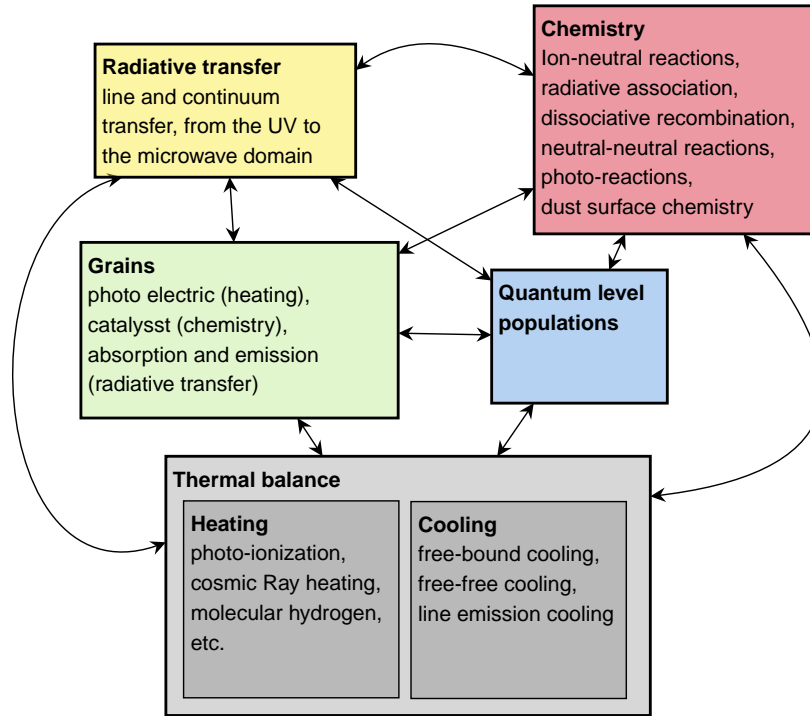 Radiative transfer
line and continuum
transfer, from the UV to
the microwave domain
Chemistry
Ion-neutral reactions,
radiative association,
dissociative recombination,
neutral-neutral reactions,
photo-reactions,
dust surface chemistry
Grains
photo electric (heating),
catalysst (chemistry),
absorption and emission
(radiative transfer)
Quantum level
populations
Thermal balance
Heating
photo-ionization,
cosmic Ray heating,
molecular hydrogen,
etc.
Cooling
free-bound cooling,
free-free cooling,
line emission cooling